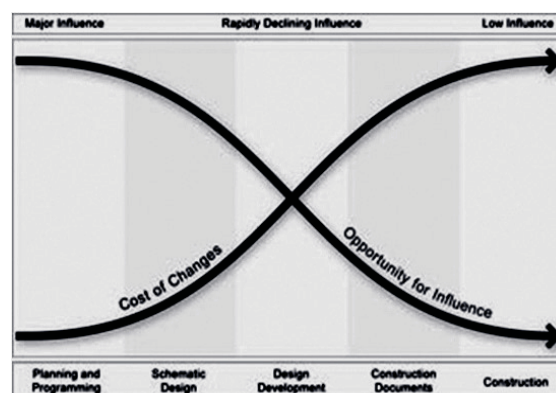 Major Influence
Rapidly Declining Influence
Low Influence
Cost of Changes
Opportunity for Influence
Planning and
Programming
Schematic
Design
Design
Development
Construction
Documents
Construction